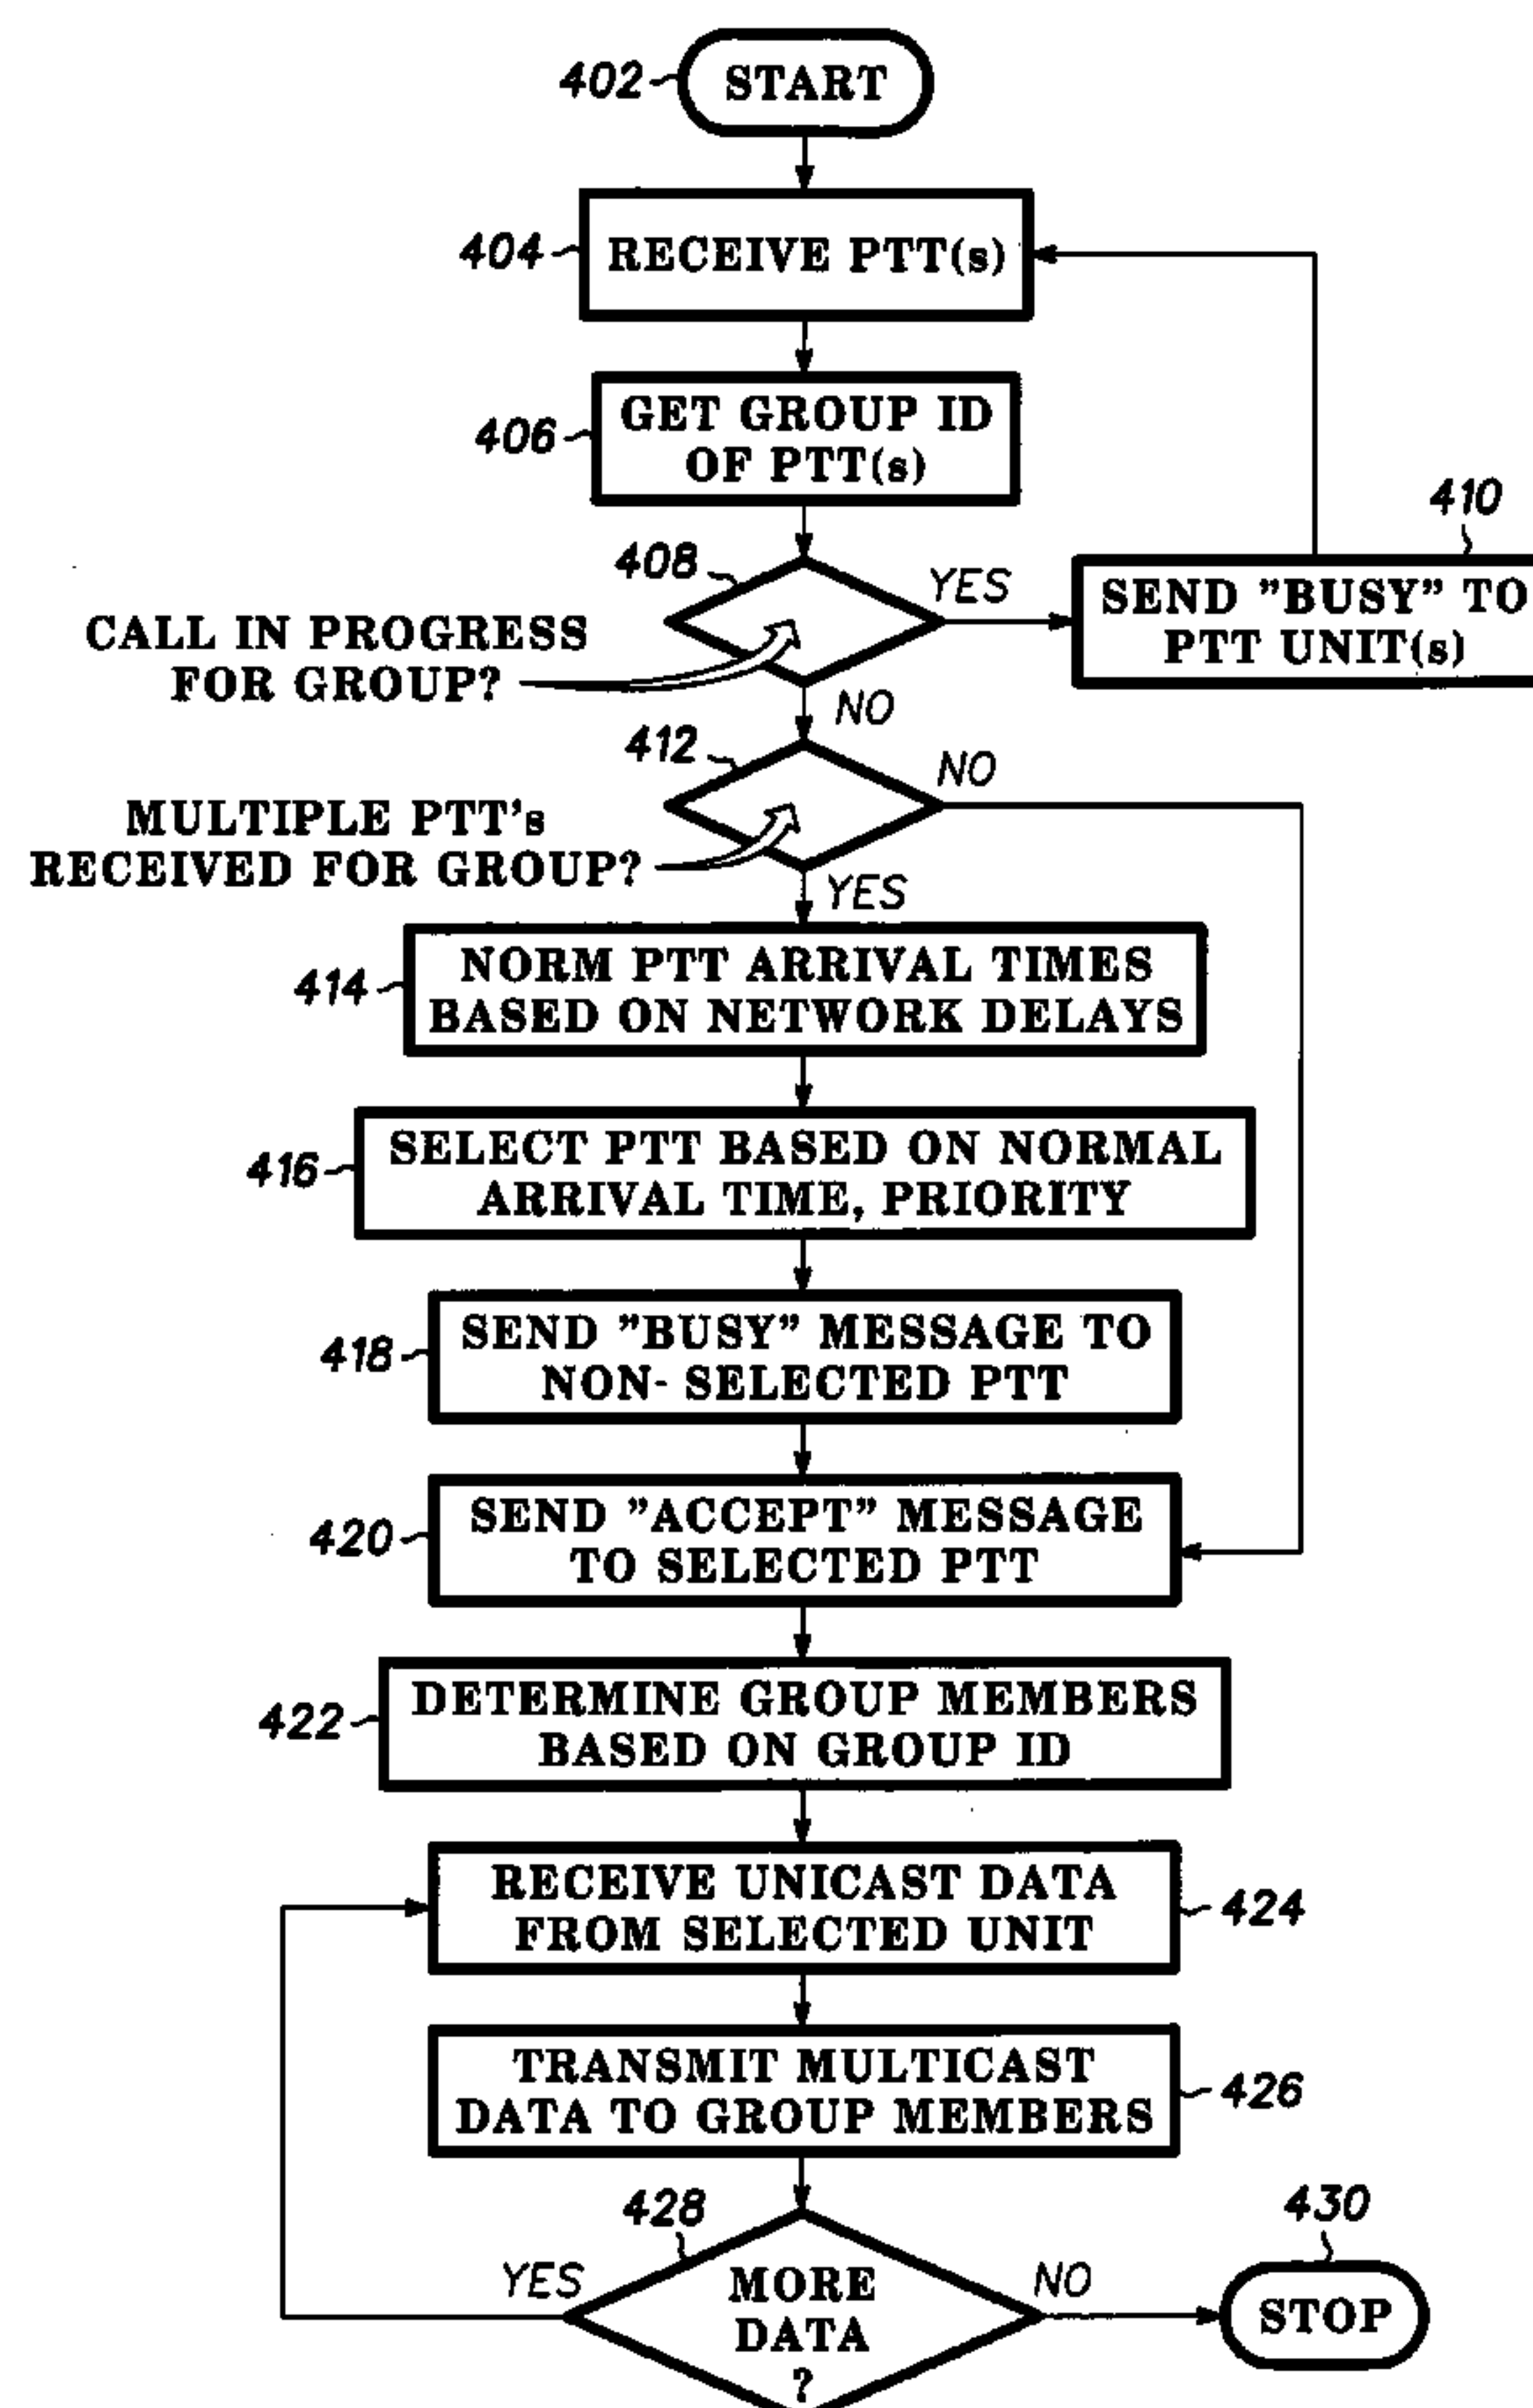 402
START
404
RECEIVE PTT(s)
406
GET GROUP ID
OF PTT(s)
408
CALL IN PROGRESS
FOR GROUP?
YES
410
SEND "BUSY" TO
PTT UNIT(s)
NO
412
MULTIPLE PTT's
RECEIVED FOR GROUP?
NO
YES
414
NORM PTT ARRIVAL TIMES
BASED ON NETWORK DELAYS
416
SELECT PTT BASED ON NORMAL
ARRIVAL TIME, PRIORITY
418
SEND "BUSY" MESSAGE TO
NON- SELECTED PTT
420
SEND "ACCEPT" MESSAGE
TO SELECTED PTT
422
DETERMINE GROUP MEMBERS
BASED ON GROUP ID
RECEIVE UNICAST DATA
FROM SELECTED UNIT
424
TRANSMIT MULTICAST
DATA TO GROUP MEMBERS
426
428
YES
MORE
DATA
?
NO
430
STOP